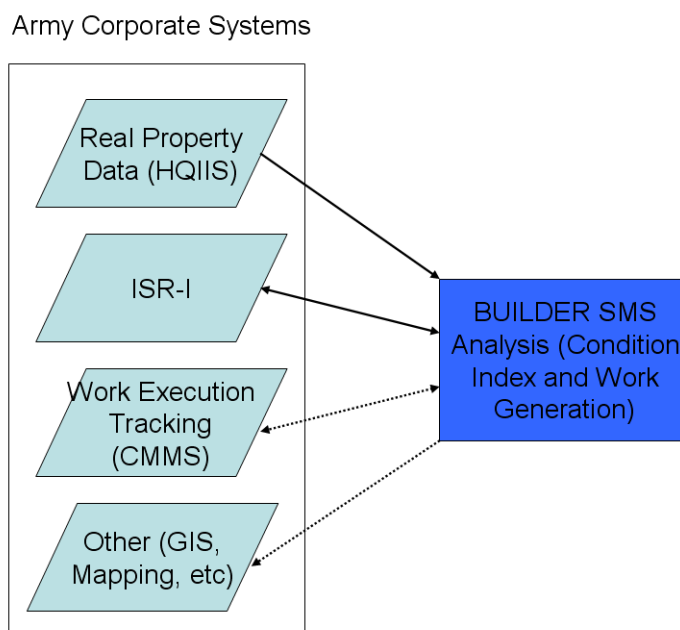 Army Corporate Systems
Real Property
Data (HQIIS)
ISR-I
Work Execution
Tracking
(CMMS)
Other (GIS,
Mapping, etc)
BUILDER SMS
Analysis (Condition
Index and Work
Generation)